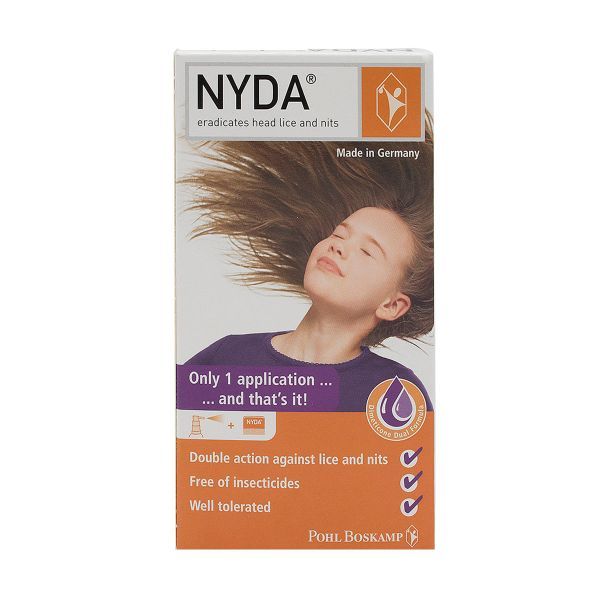 NYDA®
eradicates head lice and nits
Made in Germany
Only 1 application ...
... and that's it!
Dimeticone Dual Formula
+
NYDA®
Double action against lice and nits
Free of insecticides
Well tolerated
POHL BOSKAMP